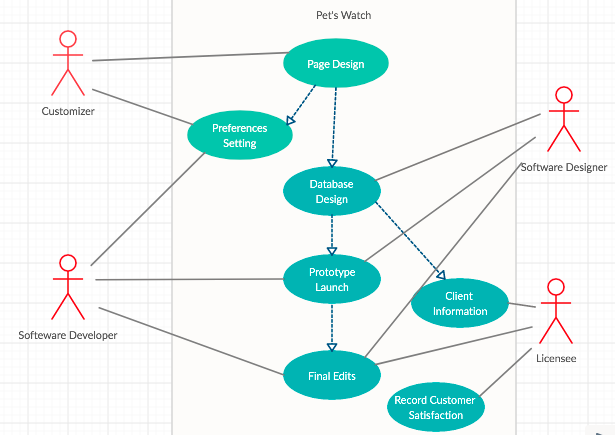 Pet's Watch
Page Design
Customizer
Preferences
Setting
Software Designer
Database
Design
Prototype
Launch
Client
Information
Softeware Developer
Licensee
Final Edits
Record Customer
Satisfaction